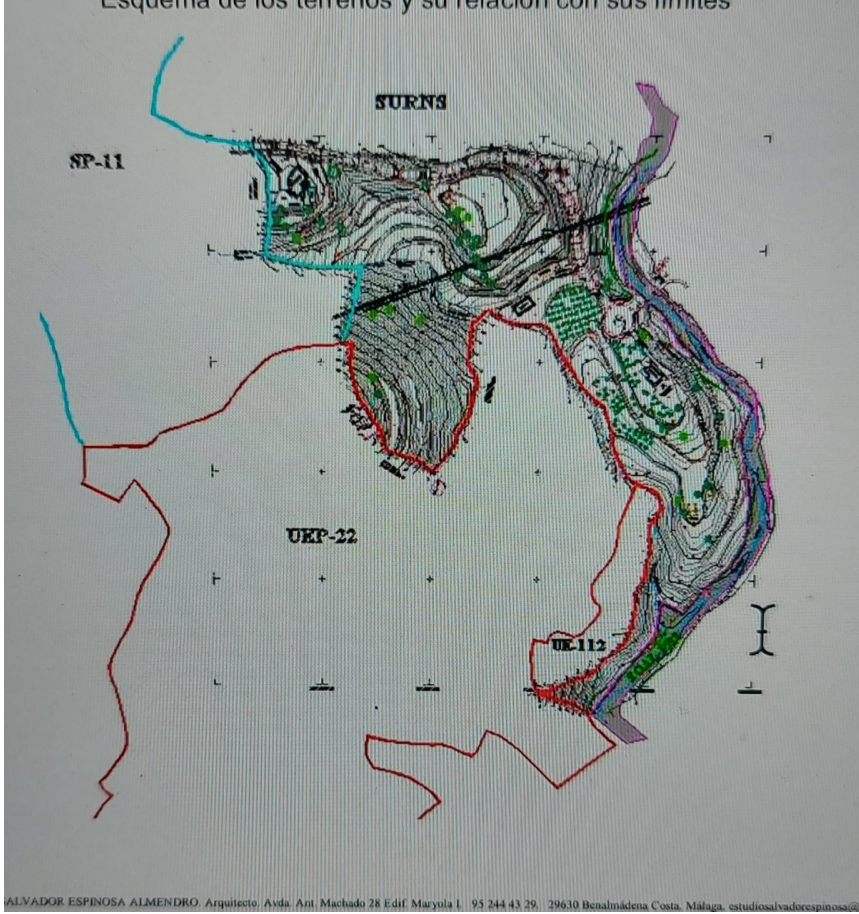 Esquema de los terrenos y su relación con sus límites
SURNS
SP-11
UEP-22
UE-112
ALVADOR ESPINOSA ALMENDRO. Arquitecto. Avda. Ant. Machado 28 Edif. Maryola I. 95 244 43 29. 29630 Benalmádena Costa. Málaga. estudiosalvadorespinosa@